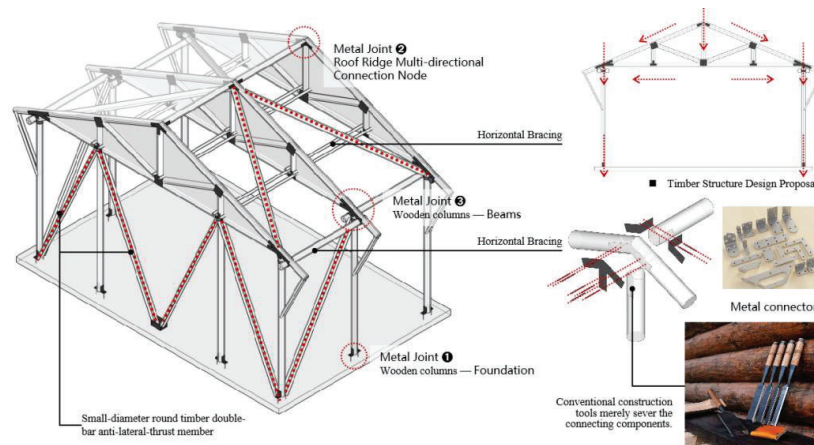 Metal Joint ❷
Roof Ridge Multi-directional
Connection Node
Horizontal Bracing
■ Timber Structure Design Proposa
Metal Joint ❸
Wooden columns — Beams
Horizontal Bracing
Metal connector
Metal Joint ❶
Wooden columns — Foundation
Small-diameter round timber double-
bar anti-lateral-thrust member
Conventional construction
tools merely sever the
connecting components.